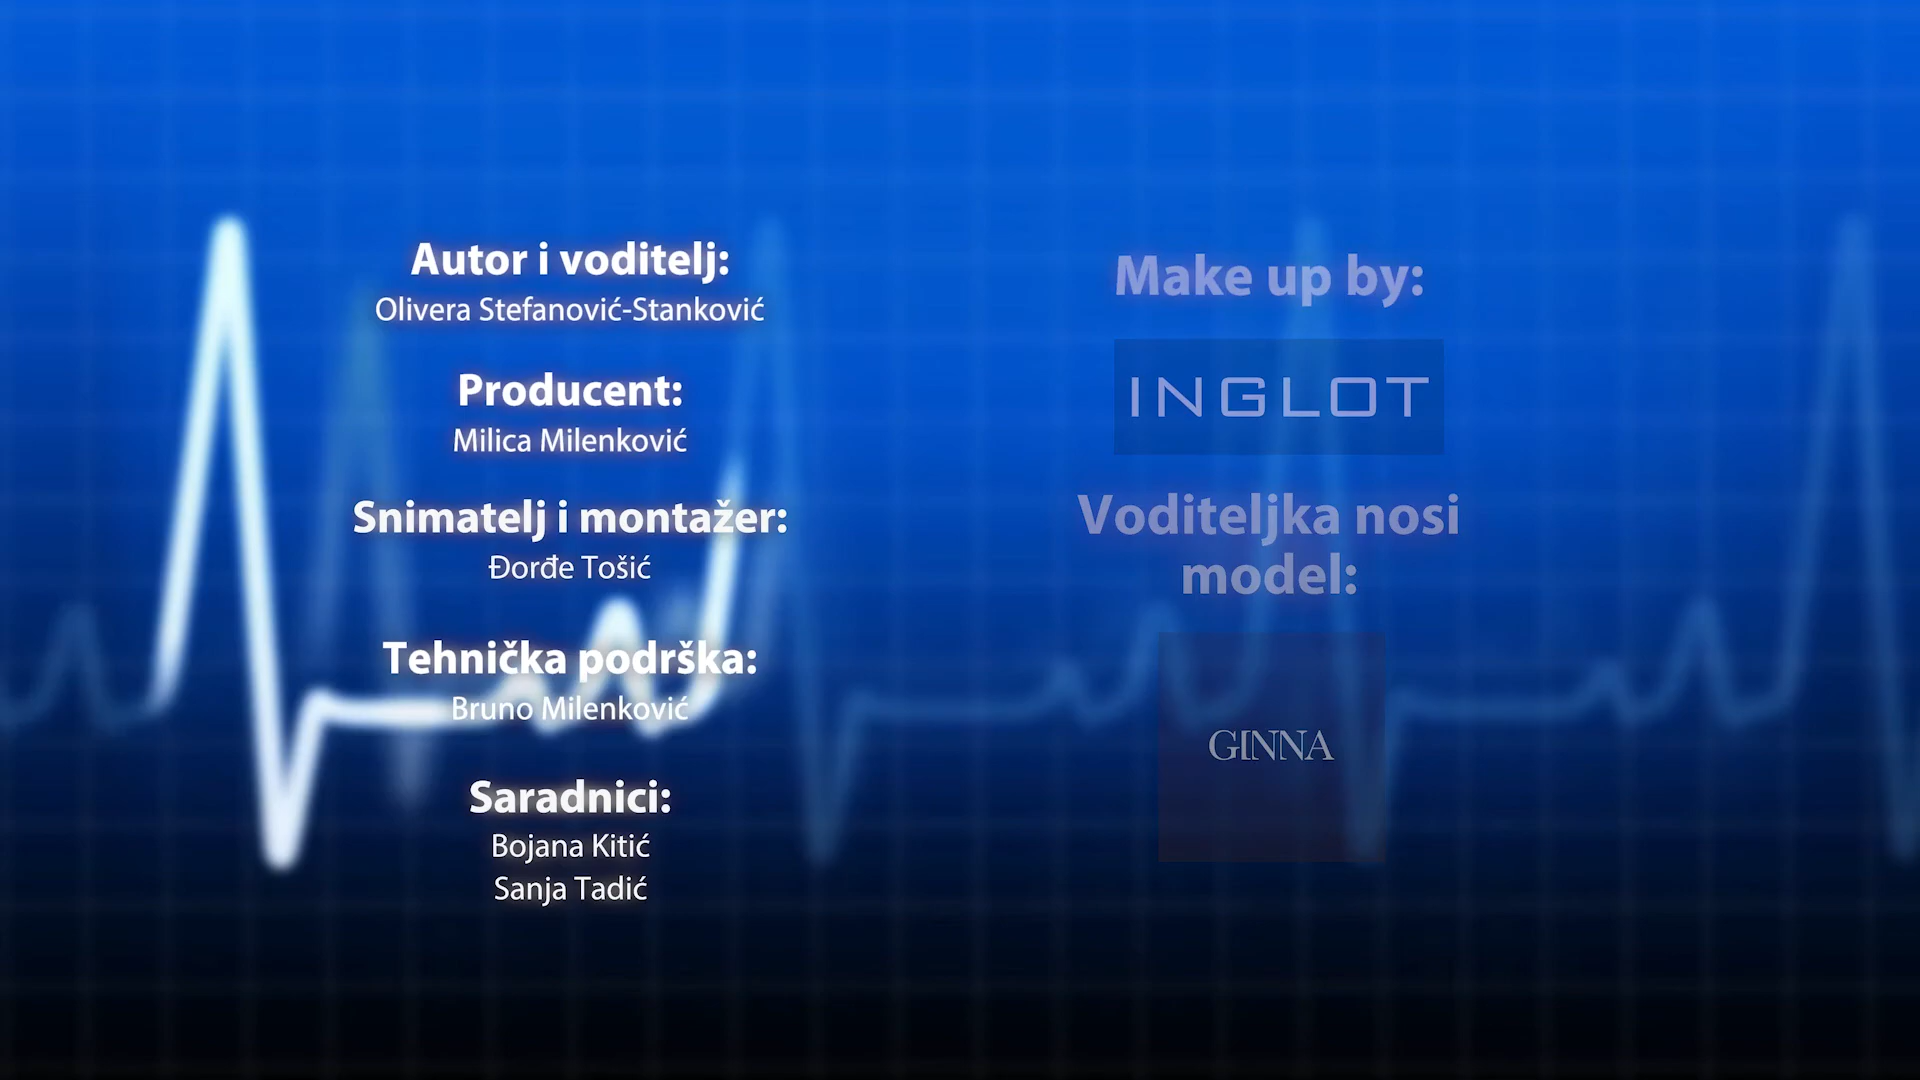 Autor i voditelj:
Olivera Stefanović-Stanković
Producent:
Milica Milenković
Snimatelj i montažer:
Đorđe Tošić
Tehnička podrška:
Bruno Milenković
Saradnici:
Bojana Kitić
Sanja Tadić
Make up by:
INGLOT
Voditeljka nosi
model:
GINNA